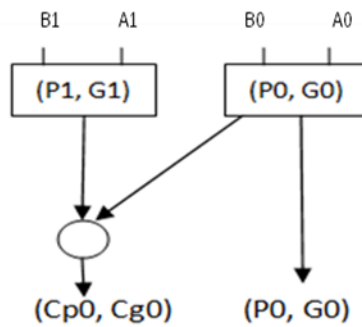 B1 A1 B0 A0
(P1, G1) (P0, G0)
(Cp0, Cg0) (P0, G0)